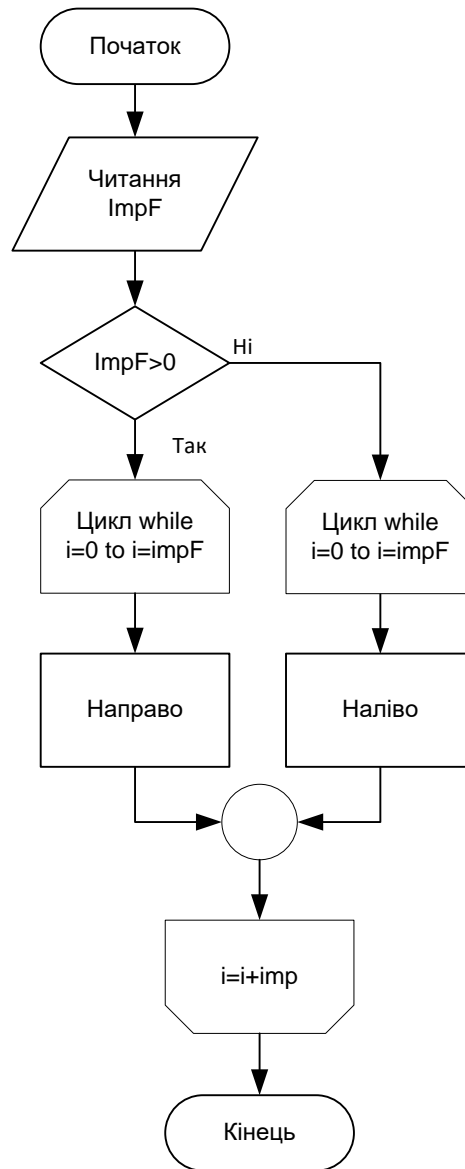 Початок
Читання
ImpF
ImpF>0
Ні
Так
Цикл while
i=0 to i=impF
Цикл while
i=0 to i=impF
Направо
Наліво
i=i+imp
Кінець